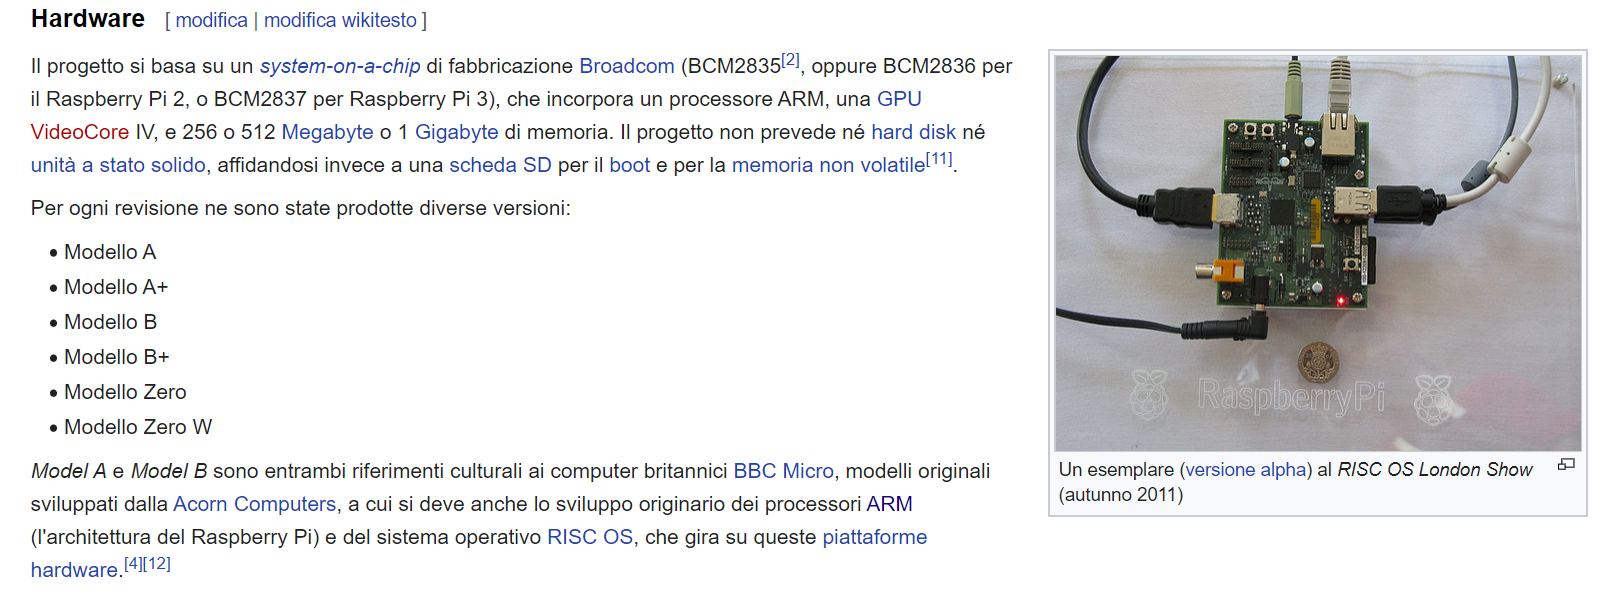 Hardware [ modifica | modifica wikitesto ]
Il progetto si basa su un system-on-a-chip di fabbricazione Broadcom (BCM2835[2], oppure BCM2836 per
il Raspberry Pi 2, o BCM2837 per Raspberry Pi 3), che incorpora un processore ARM, una GPU
VideoCore IV, e 256 o 512 Megabyte o 1 Gigabyte di memoria. Il progetto non prevede né hard disk né
unità a stato solido, affidandosi invece a una scheda SD per il boot e per la memoria non volatile[11].
Per ogni revisione ne sono state prodotte diverse versioni:
• Modello A
• Modello A+
• Modello B
• Modello B+
• Modello Zero
• Modello Zero W
Model A e Model B sono entrambi riferimenti culturali ai computer britannici BBC Micro, modelli originali
sviluppati dalla Acorn Computers, a cui si deve anche lo sviluppo originario dei processori ARM
(l'architettura del Raspberry Pi) e del sistema operativo RISC OS, che gira su queste piattaforme
hardware.[4][12]
RaspberryPi
Un esemplare (versione alpha) al RISC OS London Show
(autunno 2011)